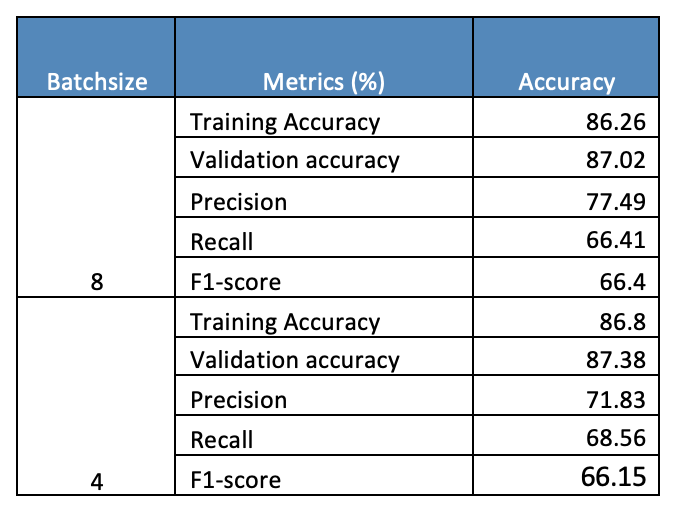 Batchsize Metrics (%) Accuracy
Training Accuracy 86.26
Validation accuracy 87.02
Precision 77.49
Recall 66.41
8 F1-score 66.4
Training Accuracy 86.8
Validation accuracy 87.38
Precision 71.83
Recall 68.56
4 F1-score 66.15